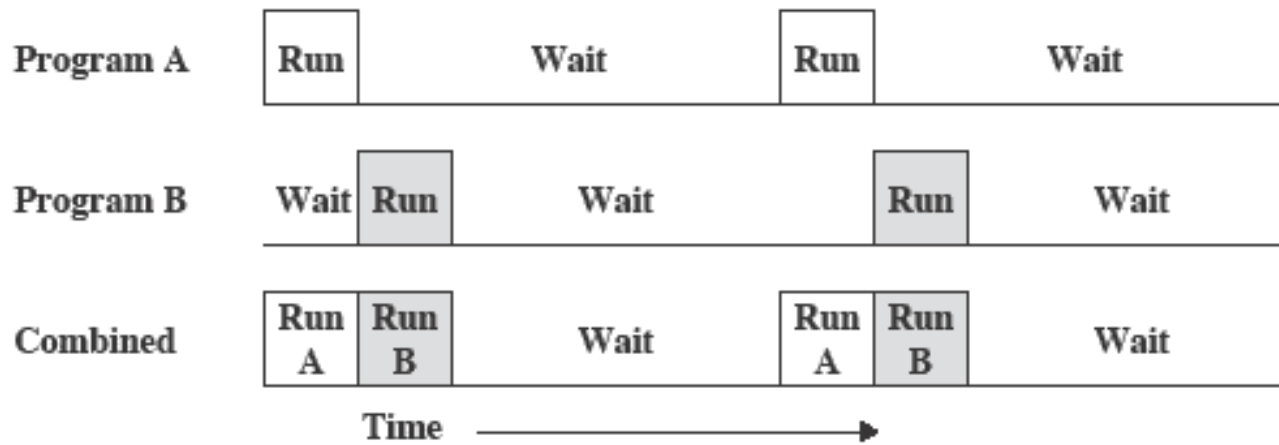 Program A Run Wait Run Wait
Program B Wait Run Wait Run Wait
Combined Run A Run B Wait Run A Run B Wait
Time